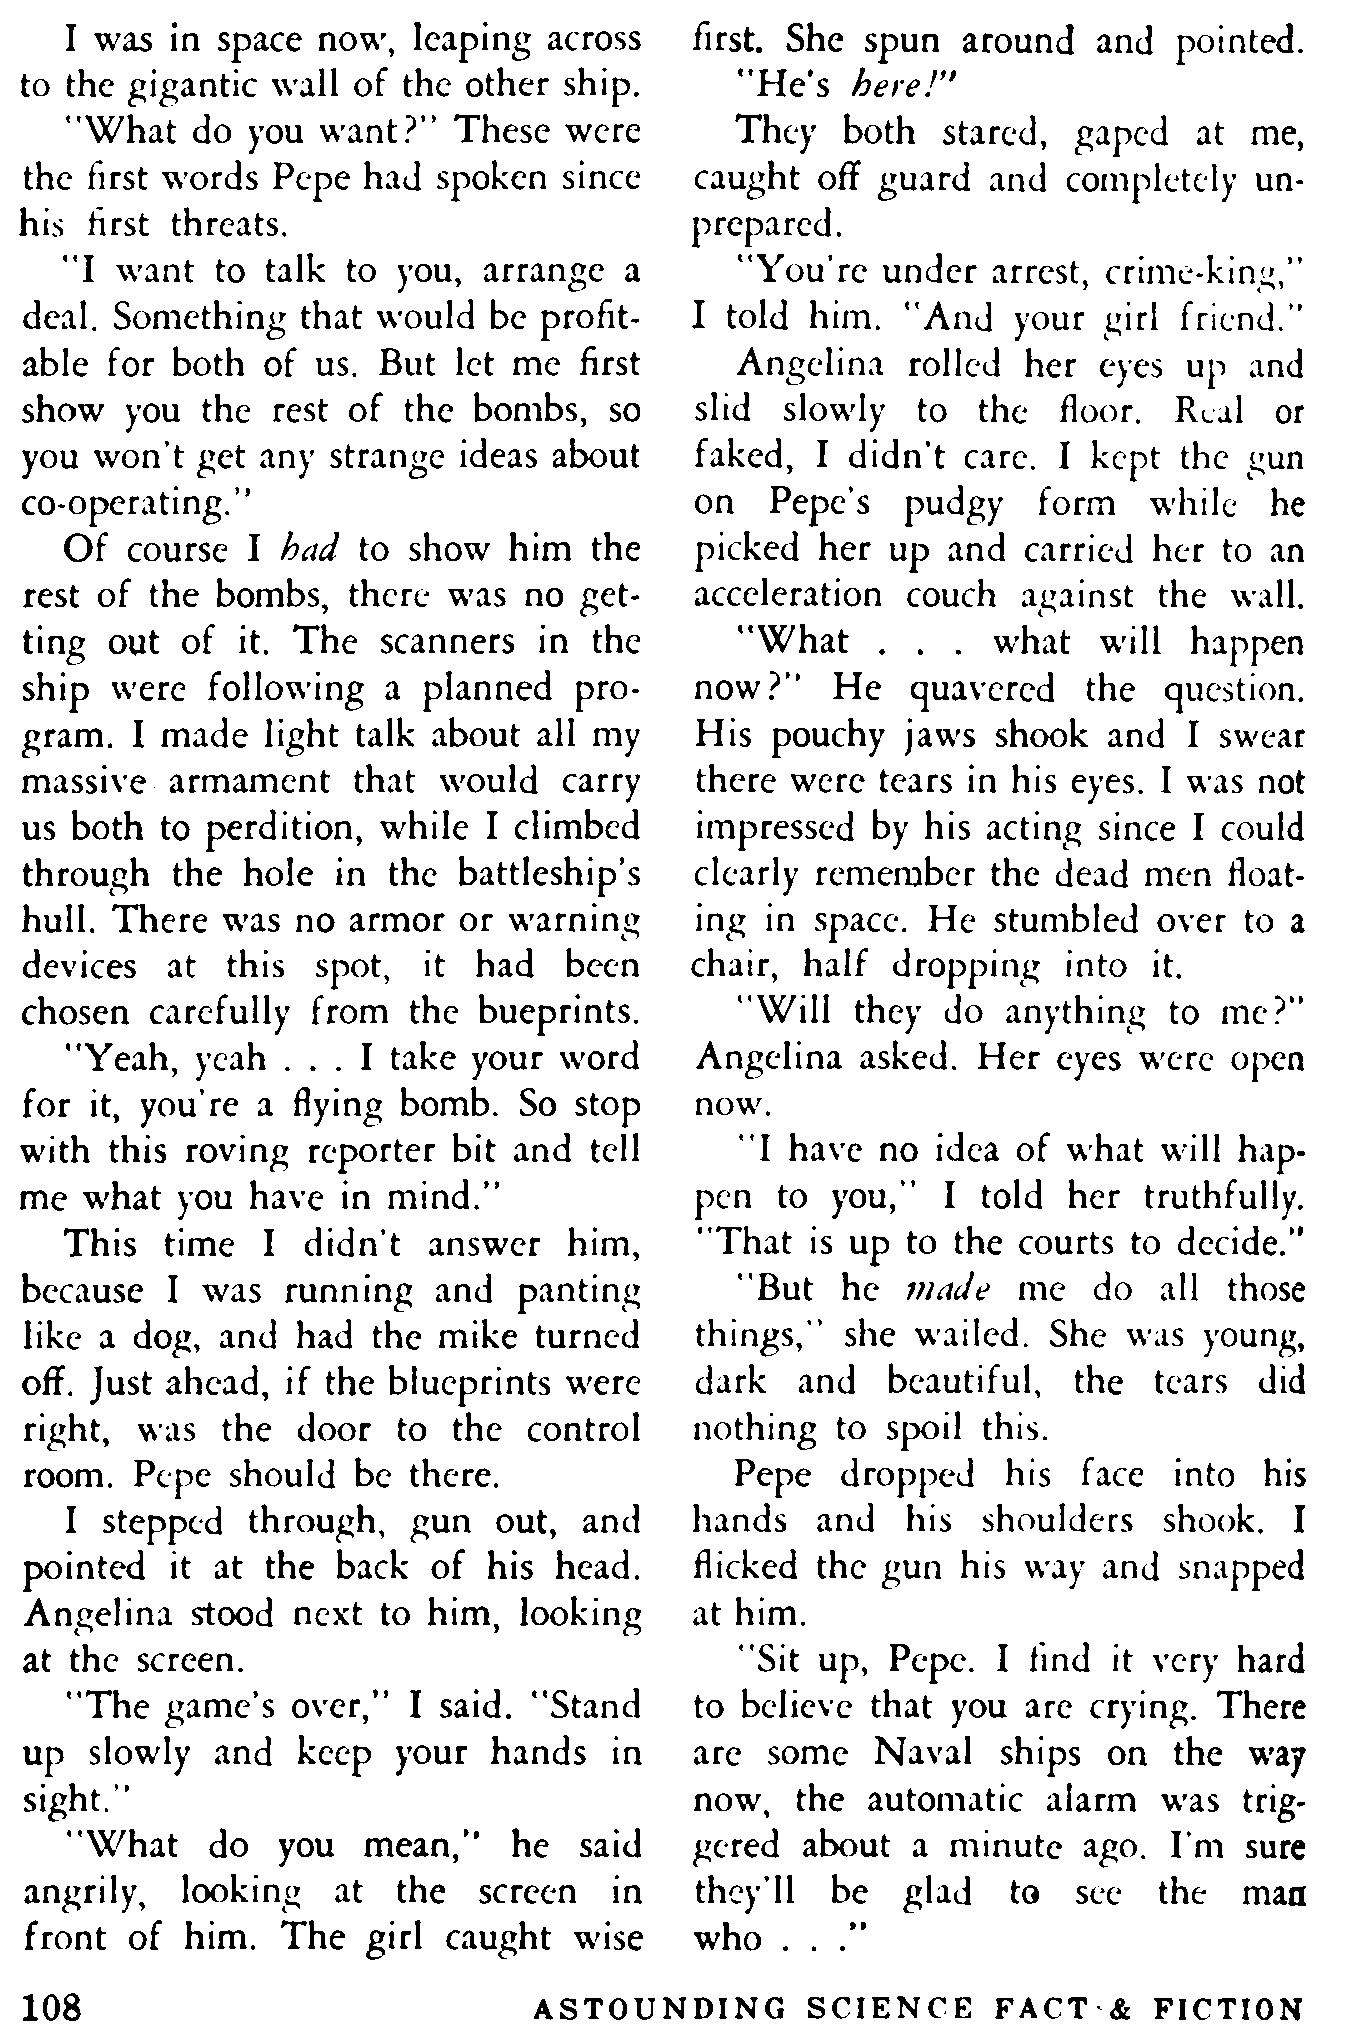 I was in space now, leaping across
to the gigantic wall of the other ship.
"What do you want?" These were
the first words Pepe had spoken since
his first threats.
"I want to talk to you, arrange a
deal. Something that would be profit-
able for both of us. But let me first
show you the rest of the bombs, so
you won't get any strange ideas about
co-operating."
Of course I had to show him the
rest of the bombs, there was no get-
ting out of it. The scanners in the
ship were following a planned pro-
gram. I made light talk about all my
massive armament that would carry
us both to perdition, while I climbed
through the hole in the battleship's
hull. There was no armor or warning
devices at this spot, it had been
chosen carefully from the bueprints.
"Yeah, yeah . . . I take your word
for it, you're a flying bomb. So stop
with this roving reporter bit and tell
me what you have in mind."
This time I didn't answer him,
because I was running and panting
like a dog, and had the mike turned
off. Just ahead, if the blueprints were
right, was the door to the control
room. Pepe should be there.
I stepped through, gun out, and
pointed it at the back of his head.
Angelina stood next to him, looking
at the screen.
"The game's over," I said. "Stand
up slowly and keep your hands in
sight."
"What do you mean," he said
angrily, looking at the screen in
front of him. The girl caught wise
first. She spun around and pointed.
"He's here!"
They both stared, gaped at me,
caught off guard and completely un-
prepared.
"You're under arrest, crime-king,"
I told him. "And your girl friend."
Angelina rolled her eyes up and
slid slowly to the floor. Real or
faked, I didn't care. I kept the gun
on Pepe's pudgy form while he
picked her up and carried her to an
acceleration couch against the wall.
"What . . . what will happen
now?" He quavered the question.
His pouchy jaws shook and I swear
there were tears in his eyes. I was not
impressed by his acting since I could
clearly remember the dead men float-
ing in space. He stumbled over to a
chair, half dropping into it.
"Will they do anything to me?"
Angelina asked. Her eyes were open
now.
"I have no idea of what will hap-
pen to you," I told her truthfully.
"That is up to the courts to decide."
"But he made me do all those
things," she wailed. She was young,
dark and beautiful, the tears did
nothing to spoil this.
Pepe dropped his face into his
hands and his shoulders shook. I
flicked the gun his way and snapped
at him.
"Sit up, Pepe. I find it very hard
to believe that you are crying. There
are some Naval ships on the way
now, the automatic alarm was trig-
gered about a minute ago. I'm sure
they'll be glad to see the man
who . . ."
108
ASTOUNDING SCIENCE FACT & FICTION